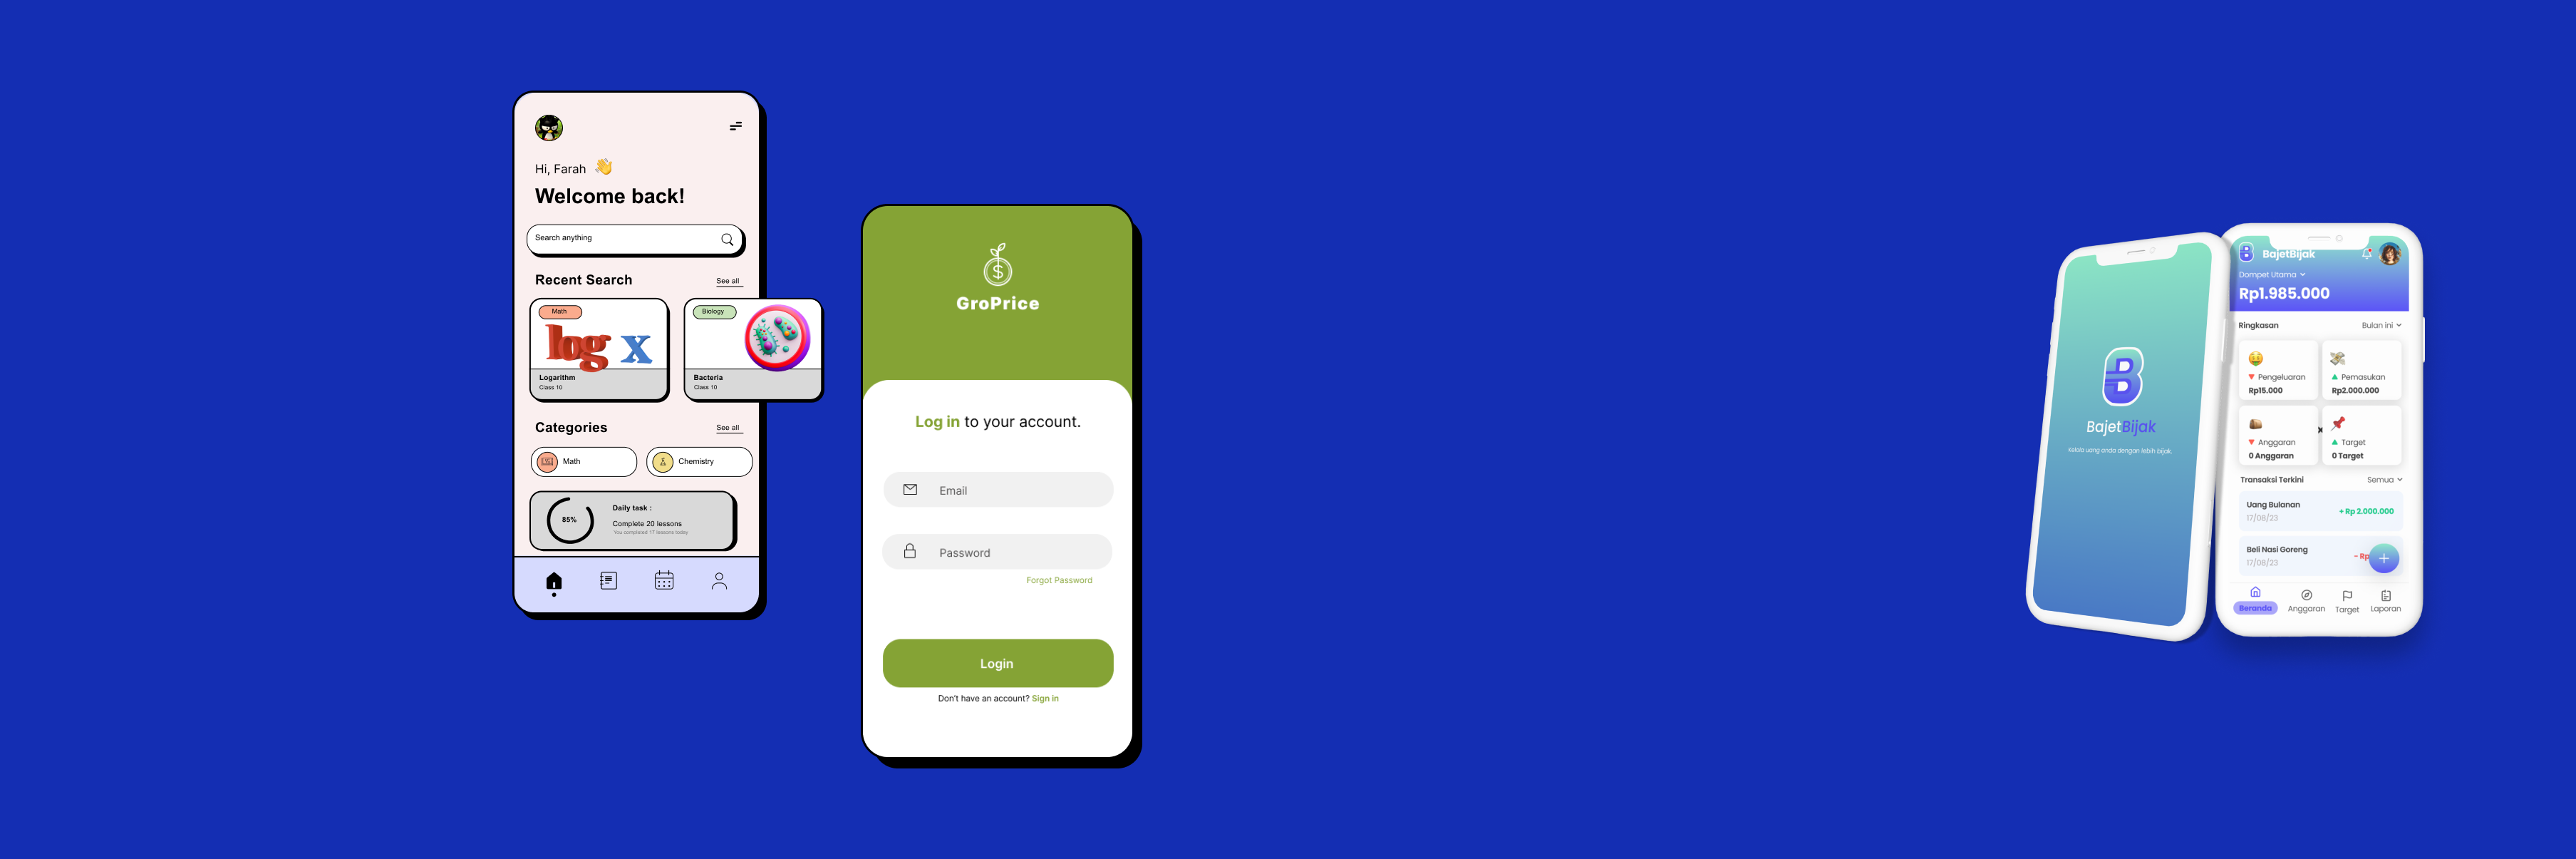 Hi, Farah
Welcome back!
Search anything
Recent Search
See all
Math
log x
Logarithm
Class 10
Biology
Bacteria
Class 10
Categories
See all
Math
Chemistry
85%
Daily task :
Complete 20 lessons
You completed 17 lessons today
$
GroPrice
Log in to your account.
Email
Password
Forgot Password
Login
Don't have an account? Sign in
B
BajetBijak
Kelola uang anda dengan lebih bijak.
B BajetBijak
Dompet Utama
Rp1.985.000
Ringkasan
Bulan ini
Pengeluaran
Rp15.000
Pemasukan
Rp2.000.000
Anggaran
0 Anggaran
Target
0 Target
Transaksi Terkini
Semua
Uang Bulanan
17/08/23
+ Rp 2.000.000
Beli Nasi Goreng
17/08/23
- Rp
Beranda
Anggaran
Target
Laporan